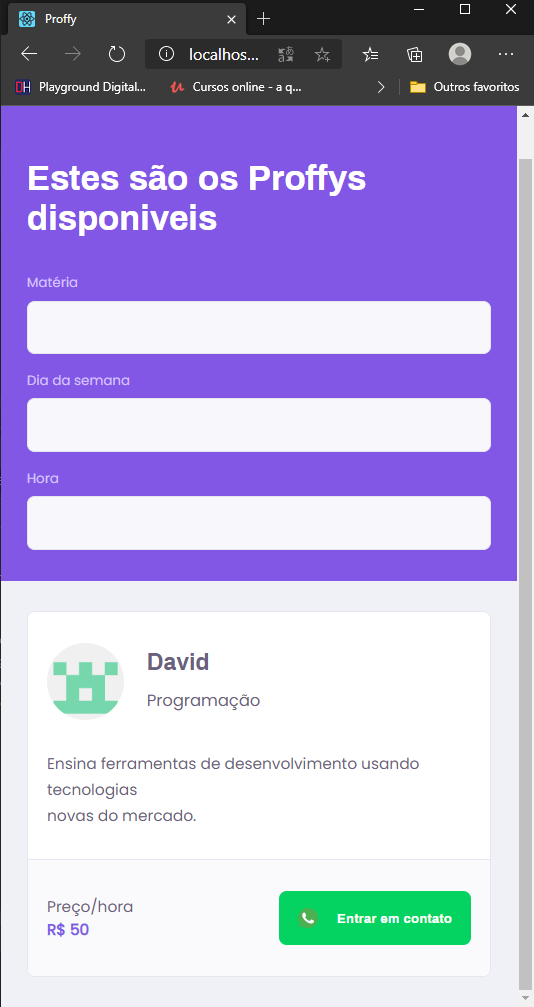 Proffy
localhos...
Playground Digital...
Cursos online - a q...
Outros favoritos
Estes são os Proffys
disponiveis
Matéria
Dia da semana
Hora
David
Programação
Ensina ferramentas de desenvolvimento usando
tecnologias
novas do mercado.
Preço/hora
R$ 50
Entrar em contato